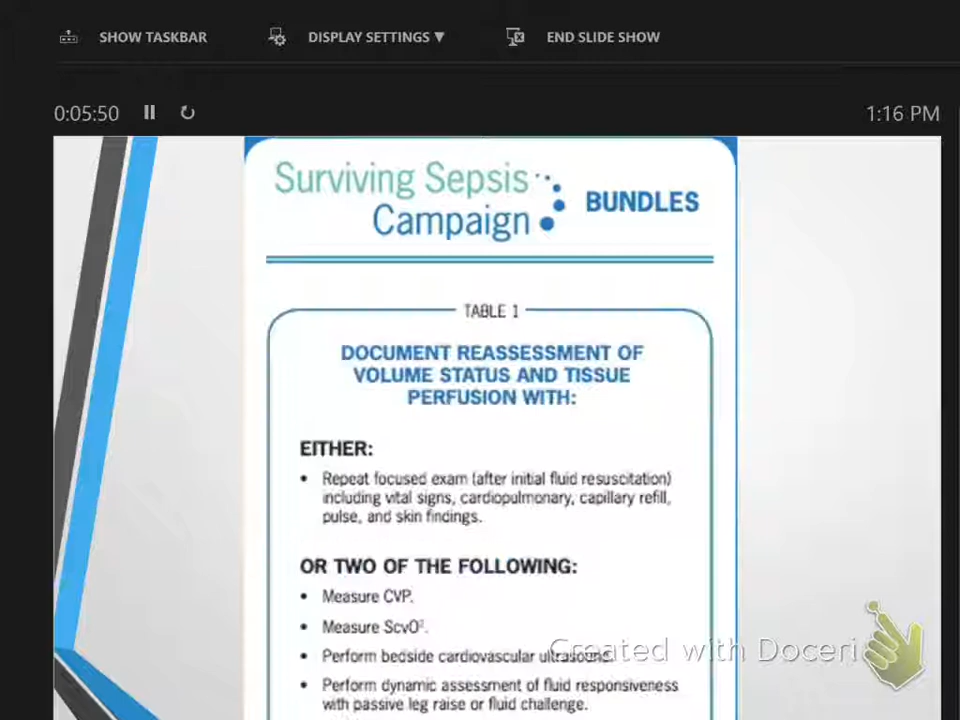 SHOW TASKBAR DISPLAY SETTINGS ▼ END SLIDE SHOW
0:05:50 1:16 PM
Surviving Sepsis
Campaign BUNDLES
TABLE 1
DOCUMENT REASSESSMENT OF
VOLUME STATUS AND TISSUE
PERFUSION WITH:
EITHER:
• Repeat focused exam (after initial fluid resuscitation)
including vital signs, cardiopulmonary, capillary refill,
pulse, and skin findings.
OR TWO OF THE FOLLOWING:
• Measure CVP.
• Measure ScvO².
• Perform bedside cardiovascular ultrasound.
Created with Doceri
• Perform dynamic assessment of fluid responsiveness
with passive leg raise or fluid challenge.